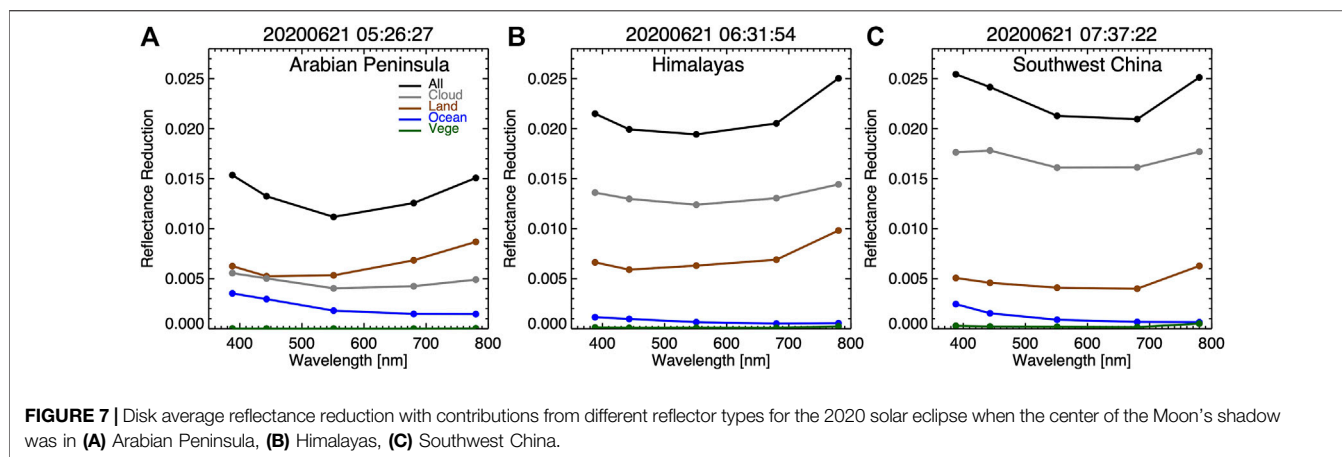 A
20200621 05:26:27
Arabian Peninsula
All
Cloud
Land
Ocean
Vege
Reflectance Reduction
0.025
0.020
0.015
0.010
0.005
0.000
400 500 600 700 800
Wavelength [nm]
B
20200621 06:31:54
Himalayas
Reflectance Reduction
0.025
0.020
0.015
0.010
0.005
0.000
400 500 600 700 800
Wavelength [nm]
C
20200621 07:37:22
Southwest China
Reflectance Reduction
0.025
0.020
0.015
0.010
0.005
0.000
400 500 600 700 800
Wavelength [nm]
FIGURE 7 | Disk average reflectance reduction with contributions from different reflector types for the 2020 solar eclipse when the center of the Moon's shadow
was in (A) Arabian Peninsula, (B) Himalayas, (C) Southwest China.